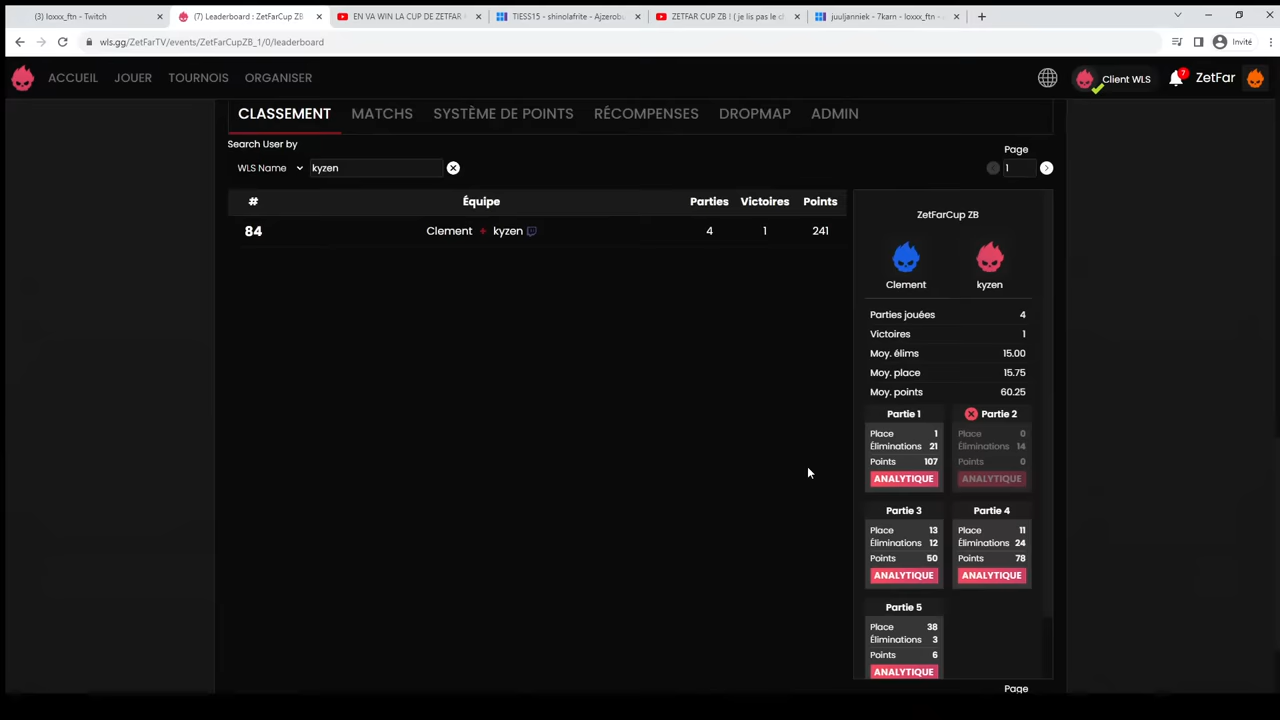 (3) loxxx_ftn - Twitch
(7) Leaderboard : ZetFarCup ZB
EN VA WIN LA CUP DE ZETFAR
TIESS15 - shinolafrite - Ajzerobu
ZETFAR CUP ZB ! ( je lis pas le c
juuljanniek - 7karn - loxxx_ftn -
wls.gg/ZetFarTV/events/ZetFarCupZB_1/0/leaderboard
Invité
ACCUEIL JOUER TOURNOIS ORGANISER
Client WLS
7
ZetFar
CLASSEMENT MATCHS SYSTÈME DE POINTS RÉCOMPENSES DROPMAP ADMIN
Search User by
WLS Name kyzen
Page
1
# Équipe Parties Victoires Points
84 Clement kyzen 4 1 241
ZetFarCup ZB
Clement kyzen
Parties jouées 4
Victoires 1
Moy. élims 15.00
Moy. place 15.75
Moy. points 60.25
Partie 1
Place 1
Éliminations 21
Points 107
ANALYTIQUE
Partie 2
Place 0
Éliminations 14
Points 0
ANALYTIQUE
Partie 3
Place 13
Éliminations 12
Points 50
ANALYTIQUE
Partie 4
Place 11
Éliminations 24
Points 78
ANALYTIQUE
Partie 5
Place 38
Éliminations 3
Points 6
ANALYTIQUE
Page